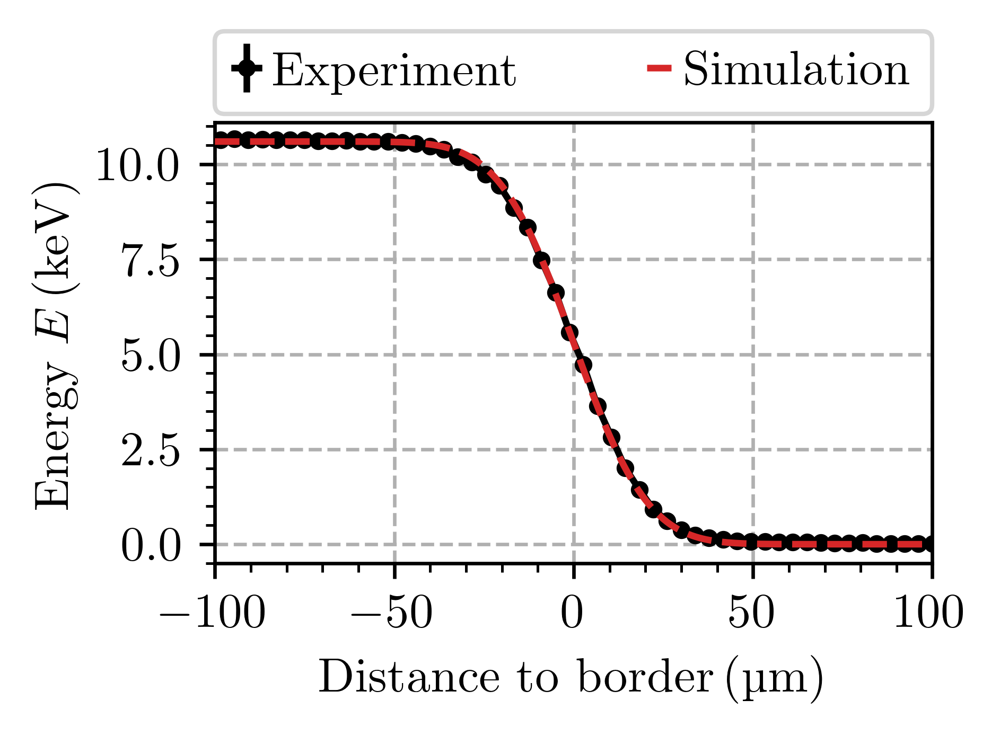 Experiment Simulation
10.0
7.5
5.0
2.5
0.0
Energy E (keV)
−100 −50 0 50 100
Distance to border (µm)